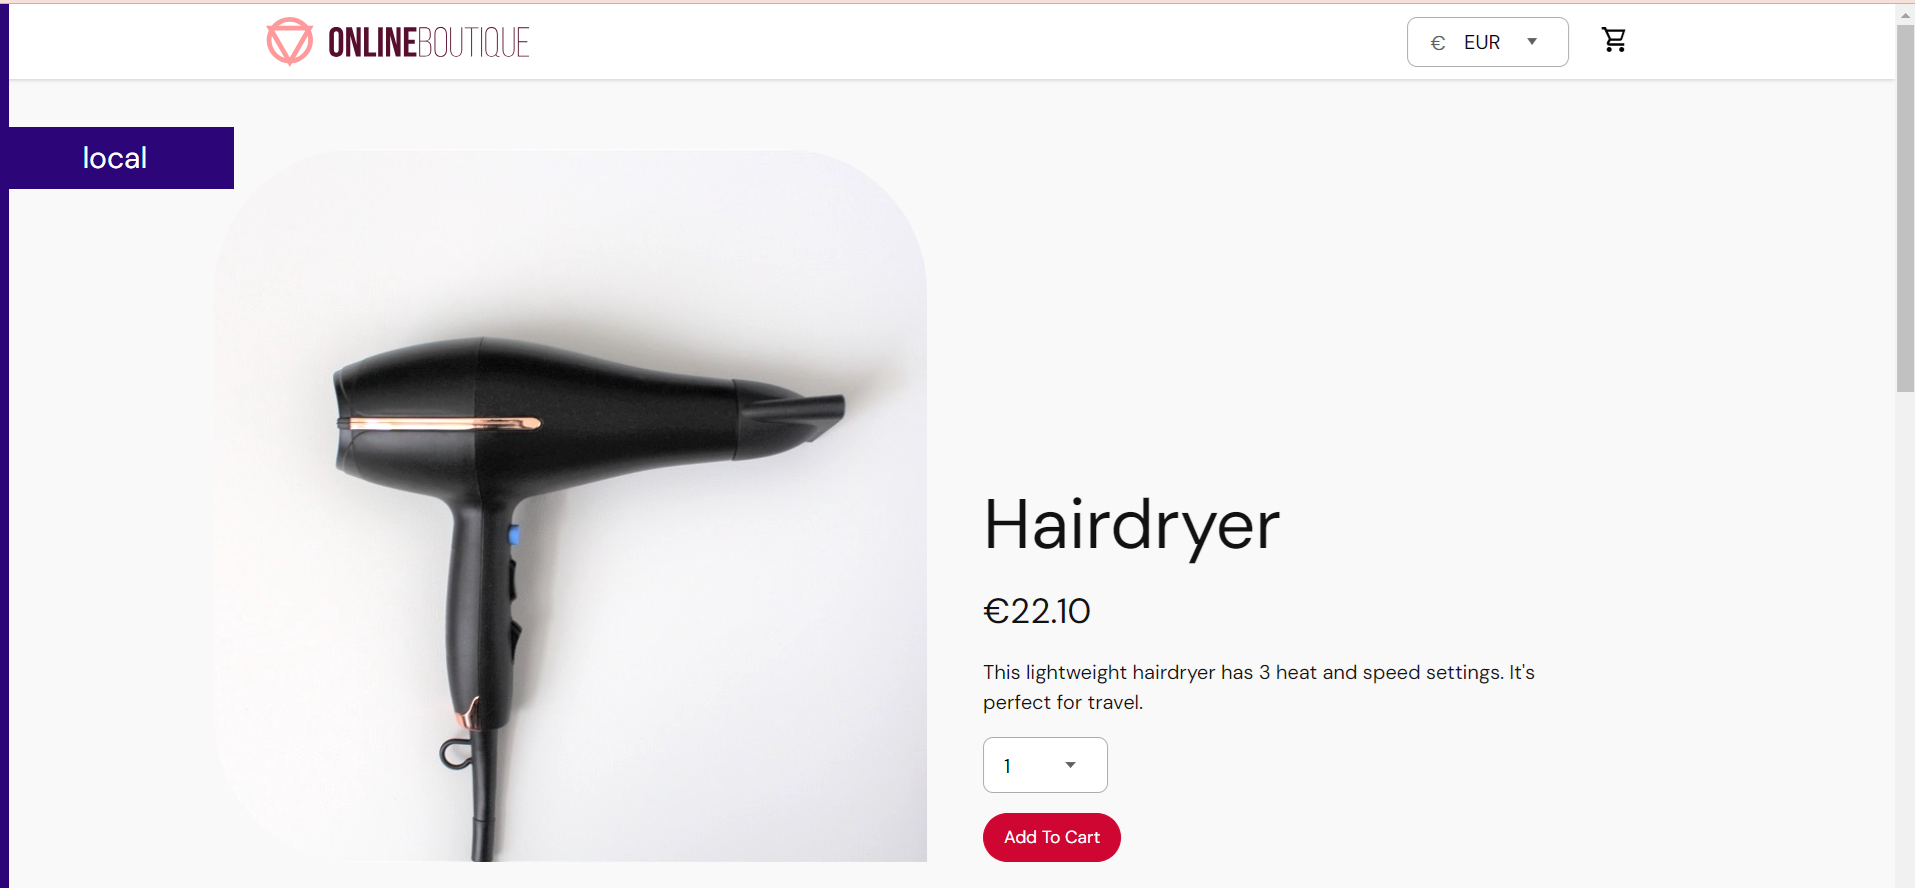 ONLINEBOUTIQUE
€ EUR
local
Hairdryer
€22.10
This lightweight hairdryer has 3 heat and speed settings. It's
perfect for travel.
1
Add To Cart